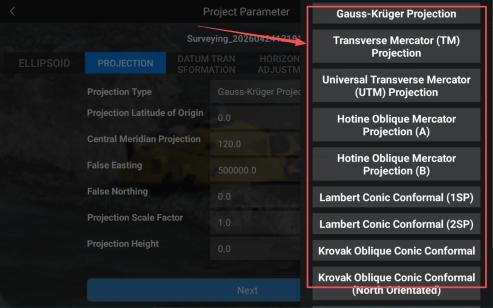 Project Parameter
Gauss-Krüger Projection
ELLIPSOID
PROJECTION
DATUM TRAN
SFORMATION
HORIZON
ADJUSTM
Projection Type
Gauss-Krüger Projec
Projection Latitude of Origin
0.0
Central Meridian Projection
120.0
False Easting
500000.0
False Northing
0.0
Projection Scale Factor
1.0
Projection Height
0.0
Next
Transverse Mercator (TM)
Projection
Universal Transverse Mercator
(UTM) Projection
Hotine Oblique Mercator
Projection (A)
Hotine Oblique Mercator
Projection (B)
Lambert Conic Conformal (1SP)
Lambert Conic Conformal (2SP)
Krovak Oblique Conic Conformal
Krovak Oblique Conic Conformal
(North Orientated)